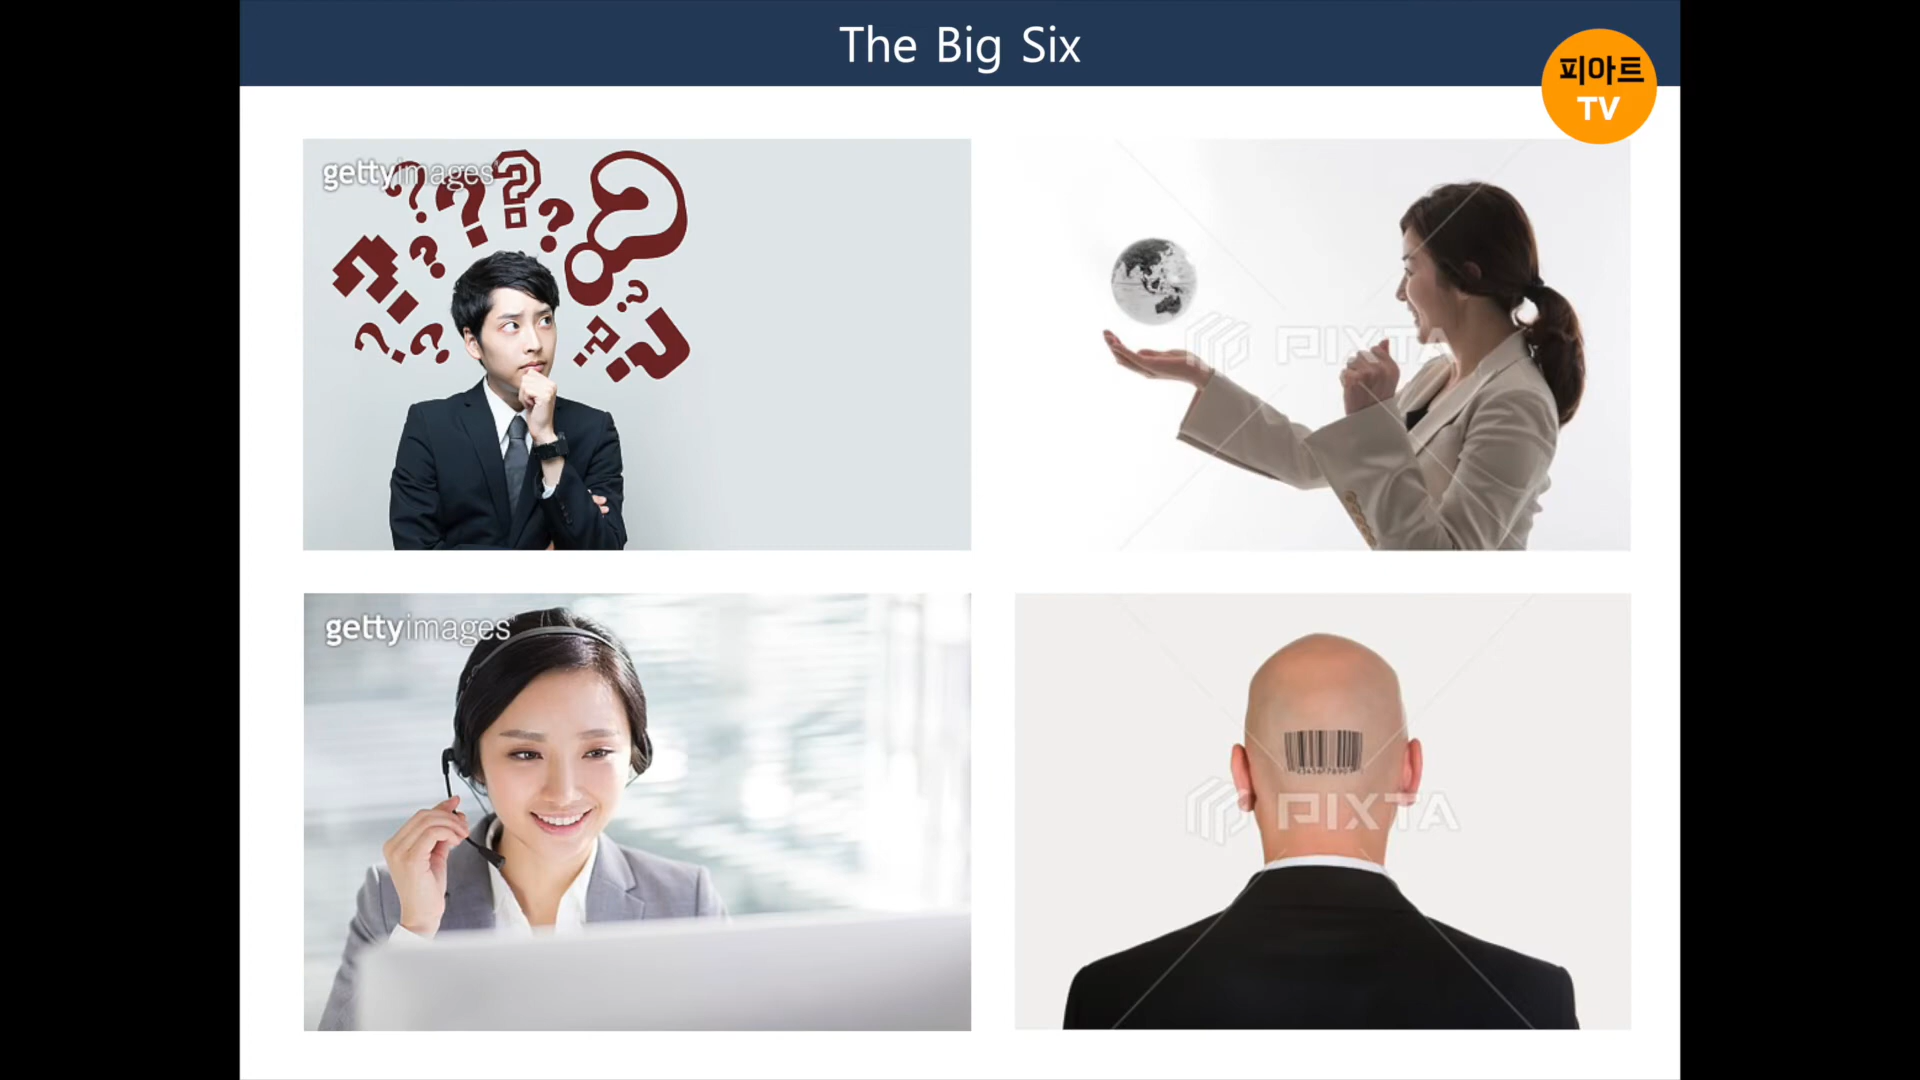 The Big Six
피아트
TV
gettyimages
PIXTA
gettyimages
PIXTA